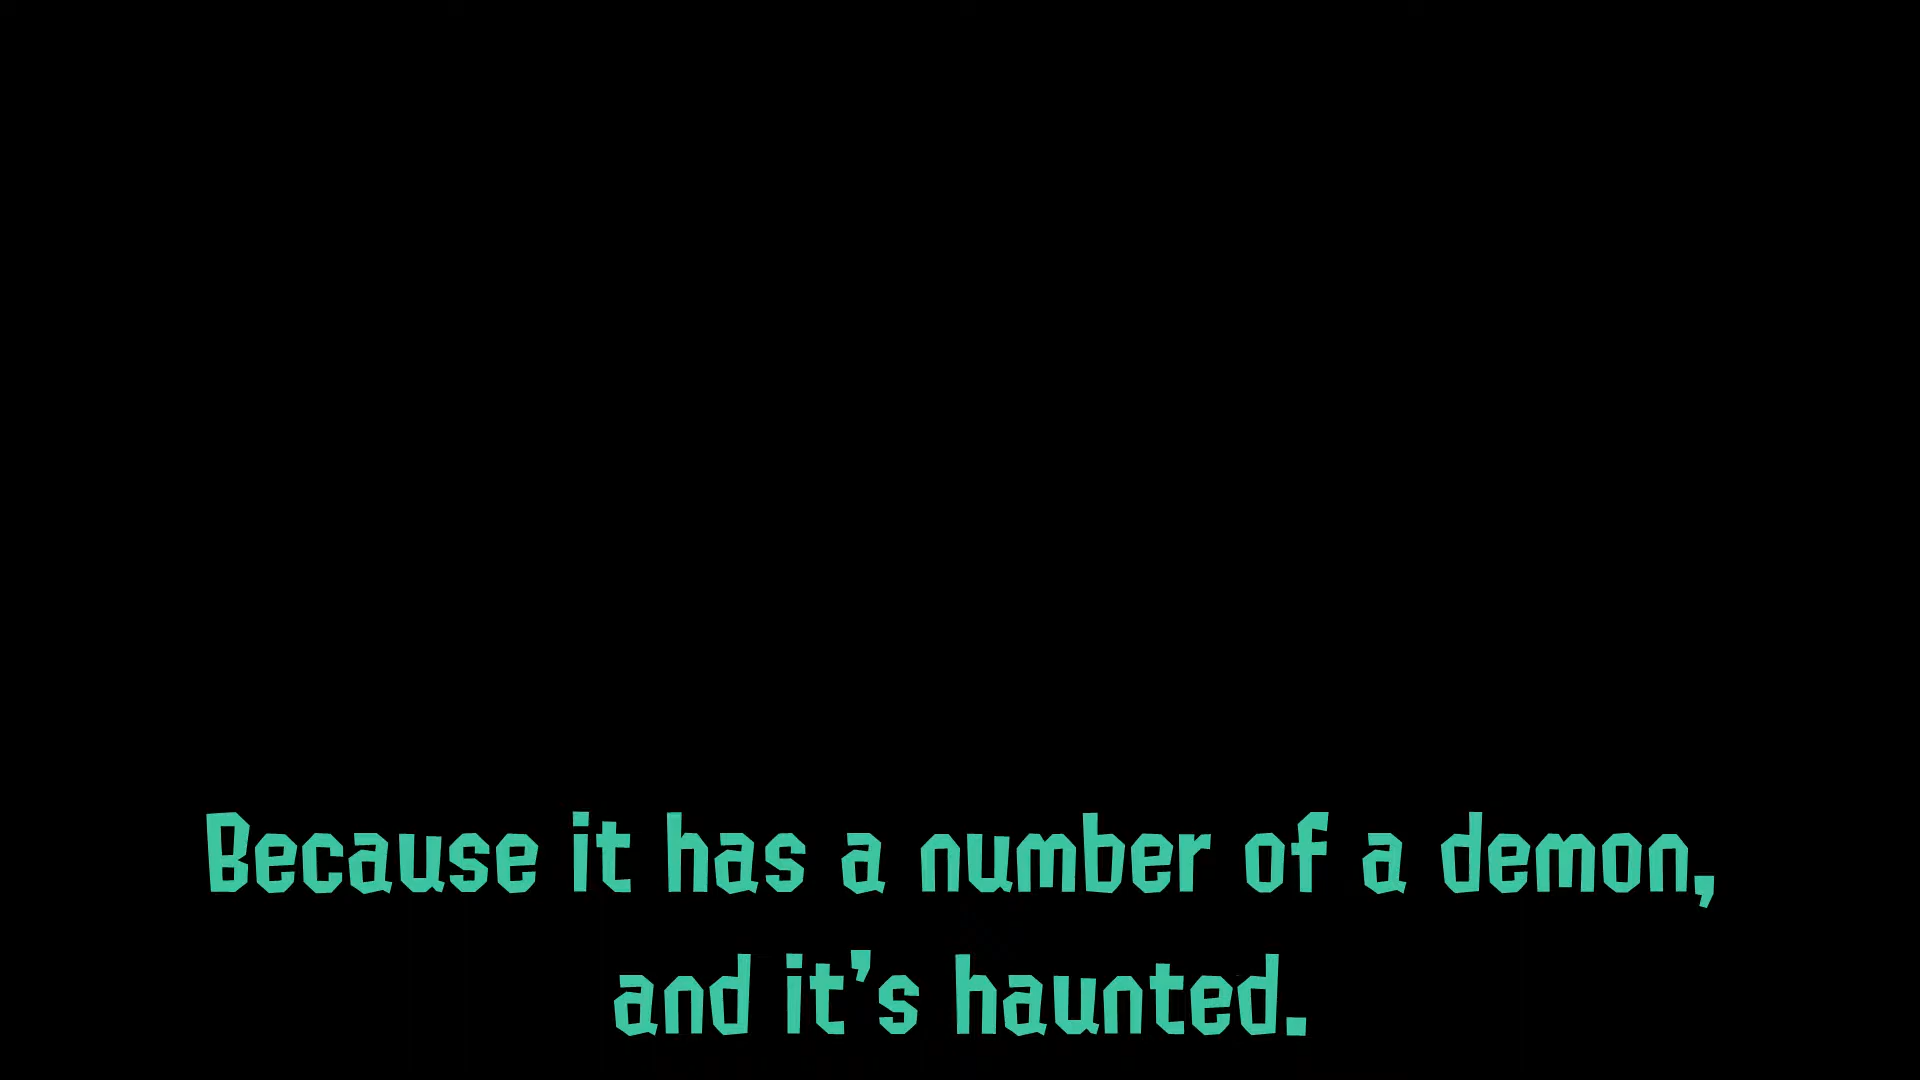 Because it has a number of a demon,
and it's haunted.